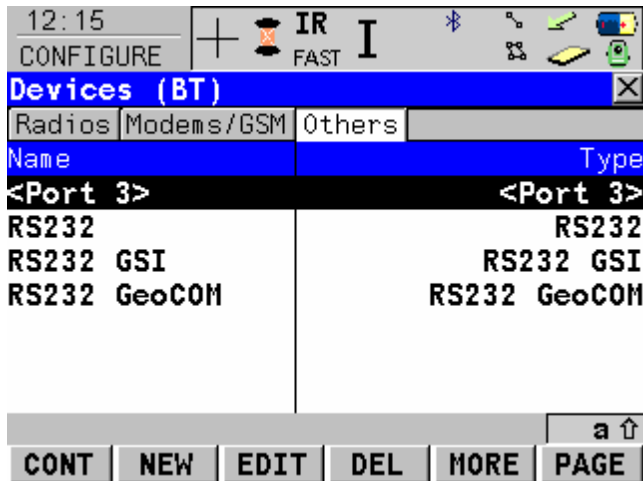 12:15 IR
CONFIGURE FAST I
Devices (BT)
Radios Modems/GSM Others
Name Type
<Port 3> <Port 3>
RS232 RS232
RS232 GSI RS232 GSI
RS232 GeoCOM RS232 GeoCOM
a
CONT NEW EDIT DEL MORE PAGE